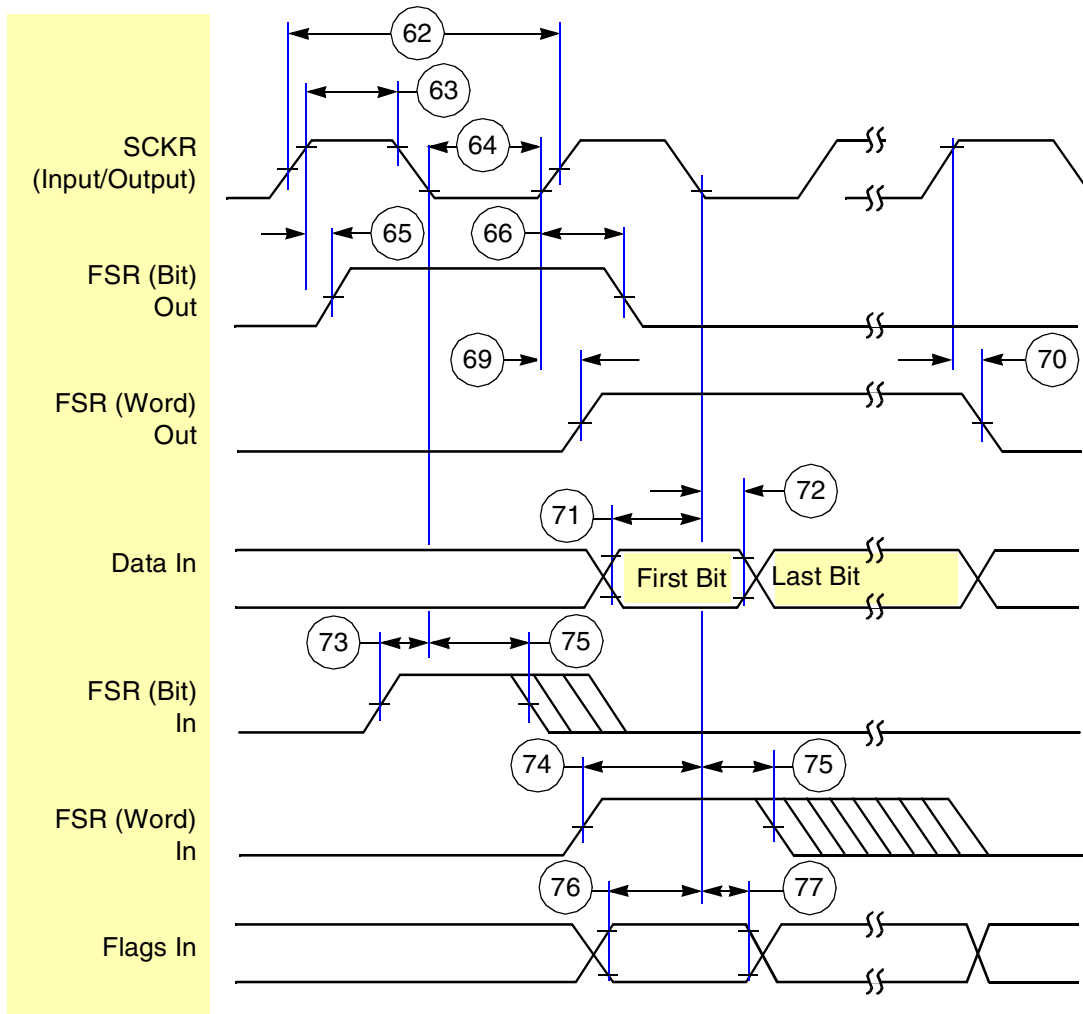 62
63
SCKR
(Input/Output)
64
65
66
FSR (Bit)
Out
69
70
FSR (Word)
Out
71
72
Data In
First Bit
Last Bit
73
75
FSR (Bit)
In
74
75
FSR (Word)
In
76
77
Flags In